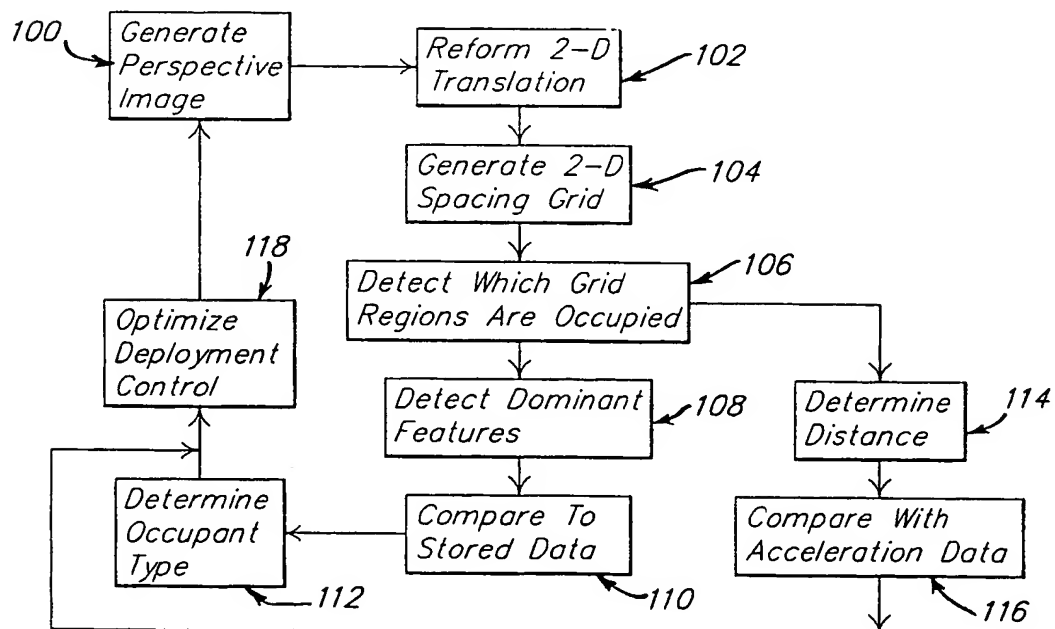 100
Generate
Perspective
Image
Reform 2-D
Translation
102
Generate 2-D
Spacing Grid
104
118
Detect Which Grid
Regions Are Occupied
106
Optimize
Deployment
Control
Detect Dominant
Features
108
Determine
Distance
114
Determine
Occupant
Type
112
Compare To
Stored Data
110
Compare With
Acceleration Data
116